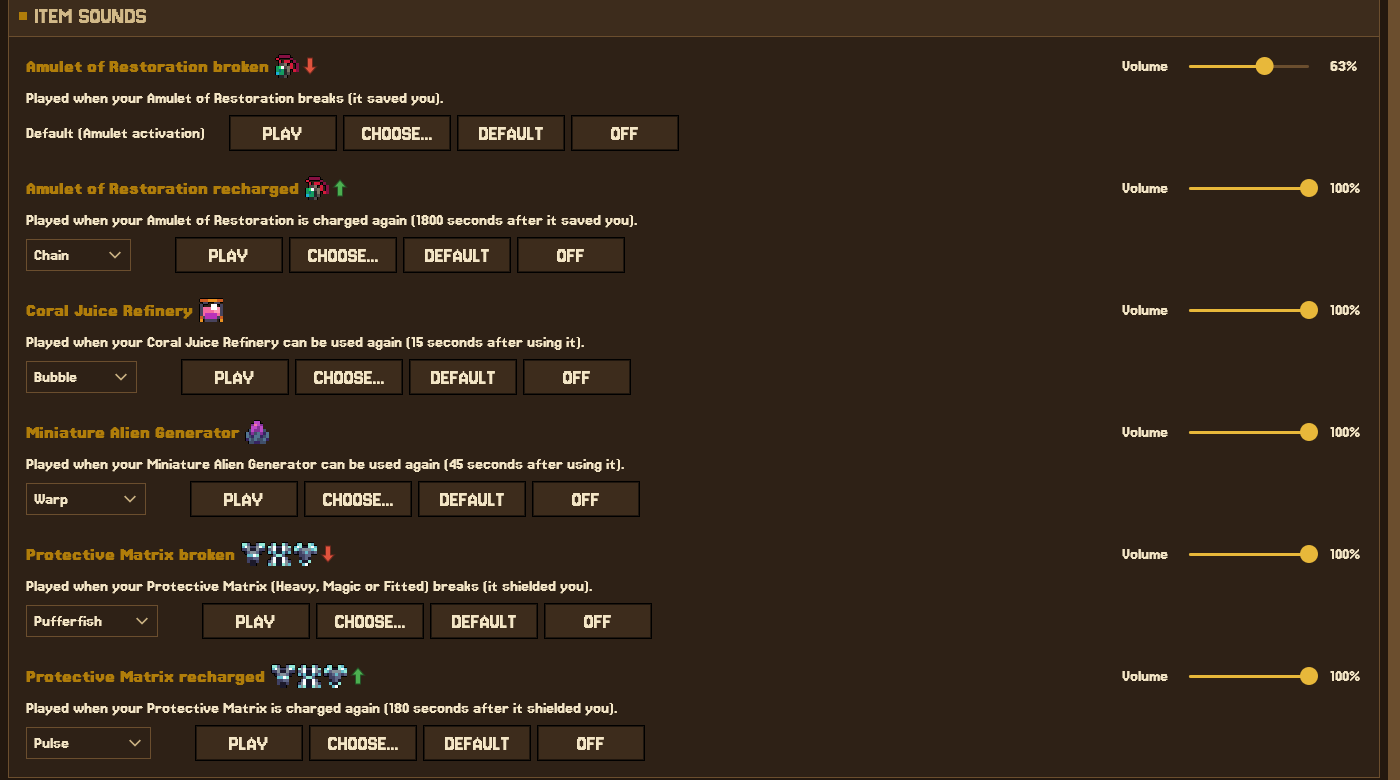 ITEM SOUNDS
Amulet of Restoration broken
Volume 63%
Played when your Amulet of Restoration breaks (it saved you).
Default (Amulet activation) PLAY CHOOSE... DEFAULT OFF
Amulet of Restoration recharged
Volume 100%
Played when your Amulet of Restoration is charged again (1800 seconds after it saved you).
Chain PLAY CHOOSE... DEFAULT OFF
Coral Juice Refinery
Volume 100%
Played when your Coral Juice Refinery can be used again (15 seconds after using it).
Bubble PLAY CHOOSE... DEFAULT OFF
Miniature Alien Generator
Volume 100%
Played when your Miniature Alien Generator can be used again (45 seconds after using it).
Warp PLAY CHOOSE... DEFAULT OFF
Protective Matrix broken
Volume 100%
Played when your Protective Matrix (Heavy, Magic or Fitted) breaks (it shielded you).
Pufferfish PLAY CHOOSE... DEFAULT OFF
Protective Matrix recharged
Volume 100%
Played when your Protective Matrix is charged again (180 seconds after it shielded you).
Pulse PLAY CHOOSE... DEFAULT OFF